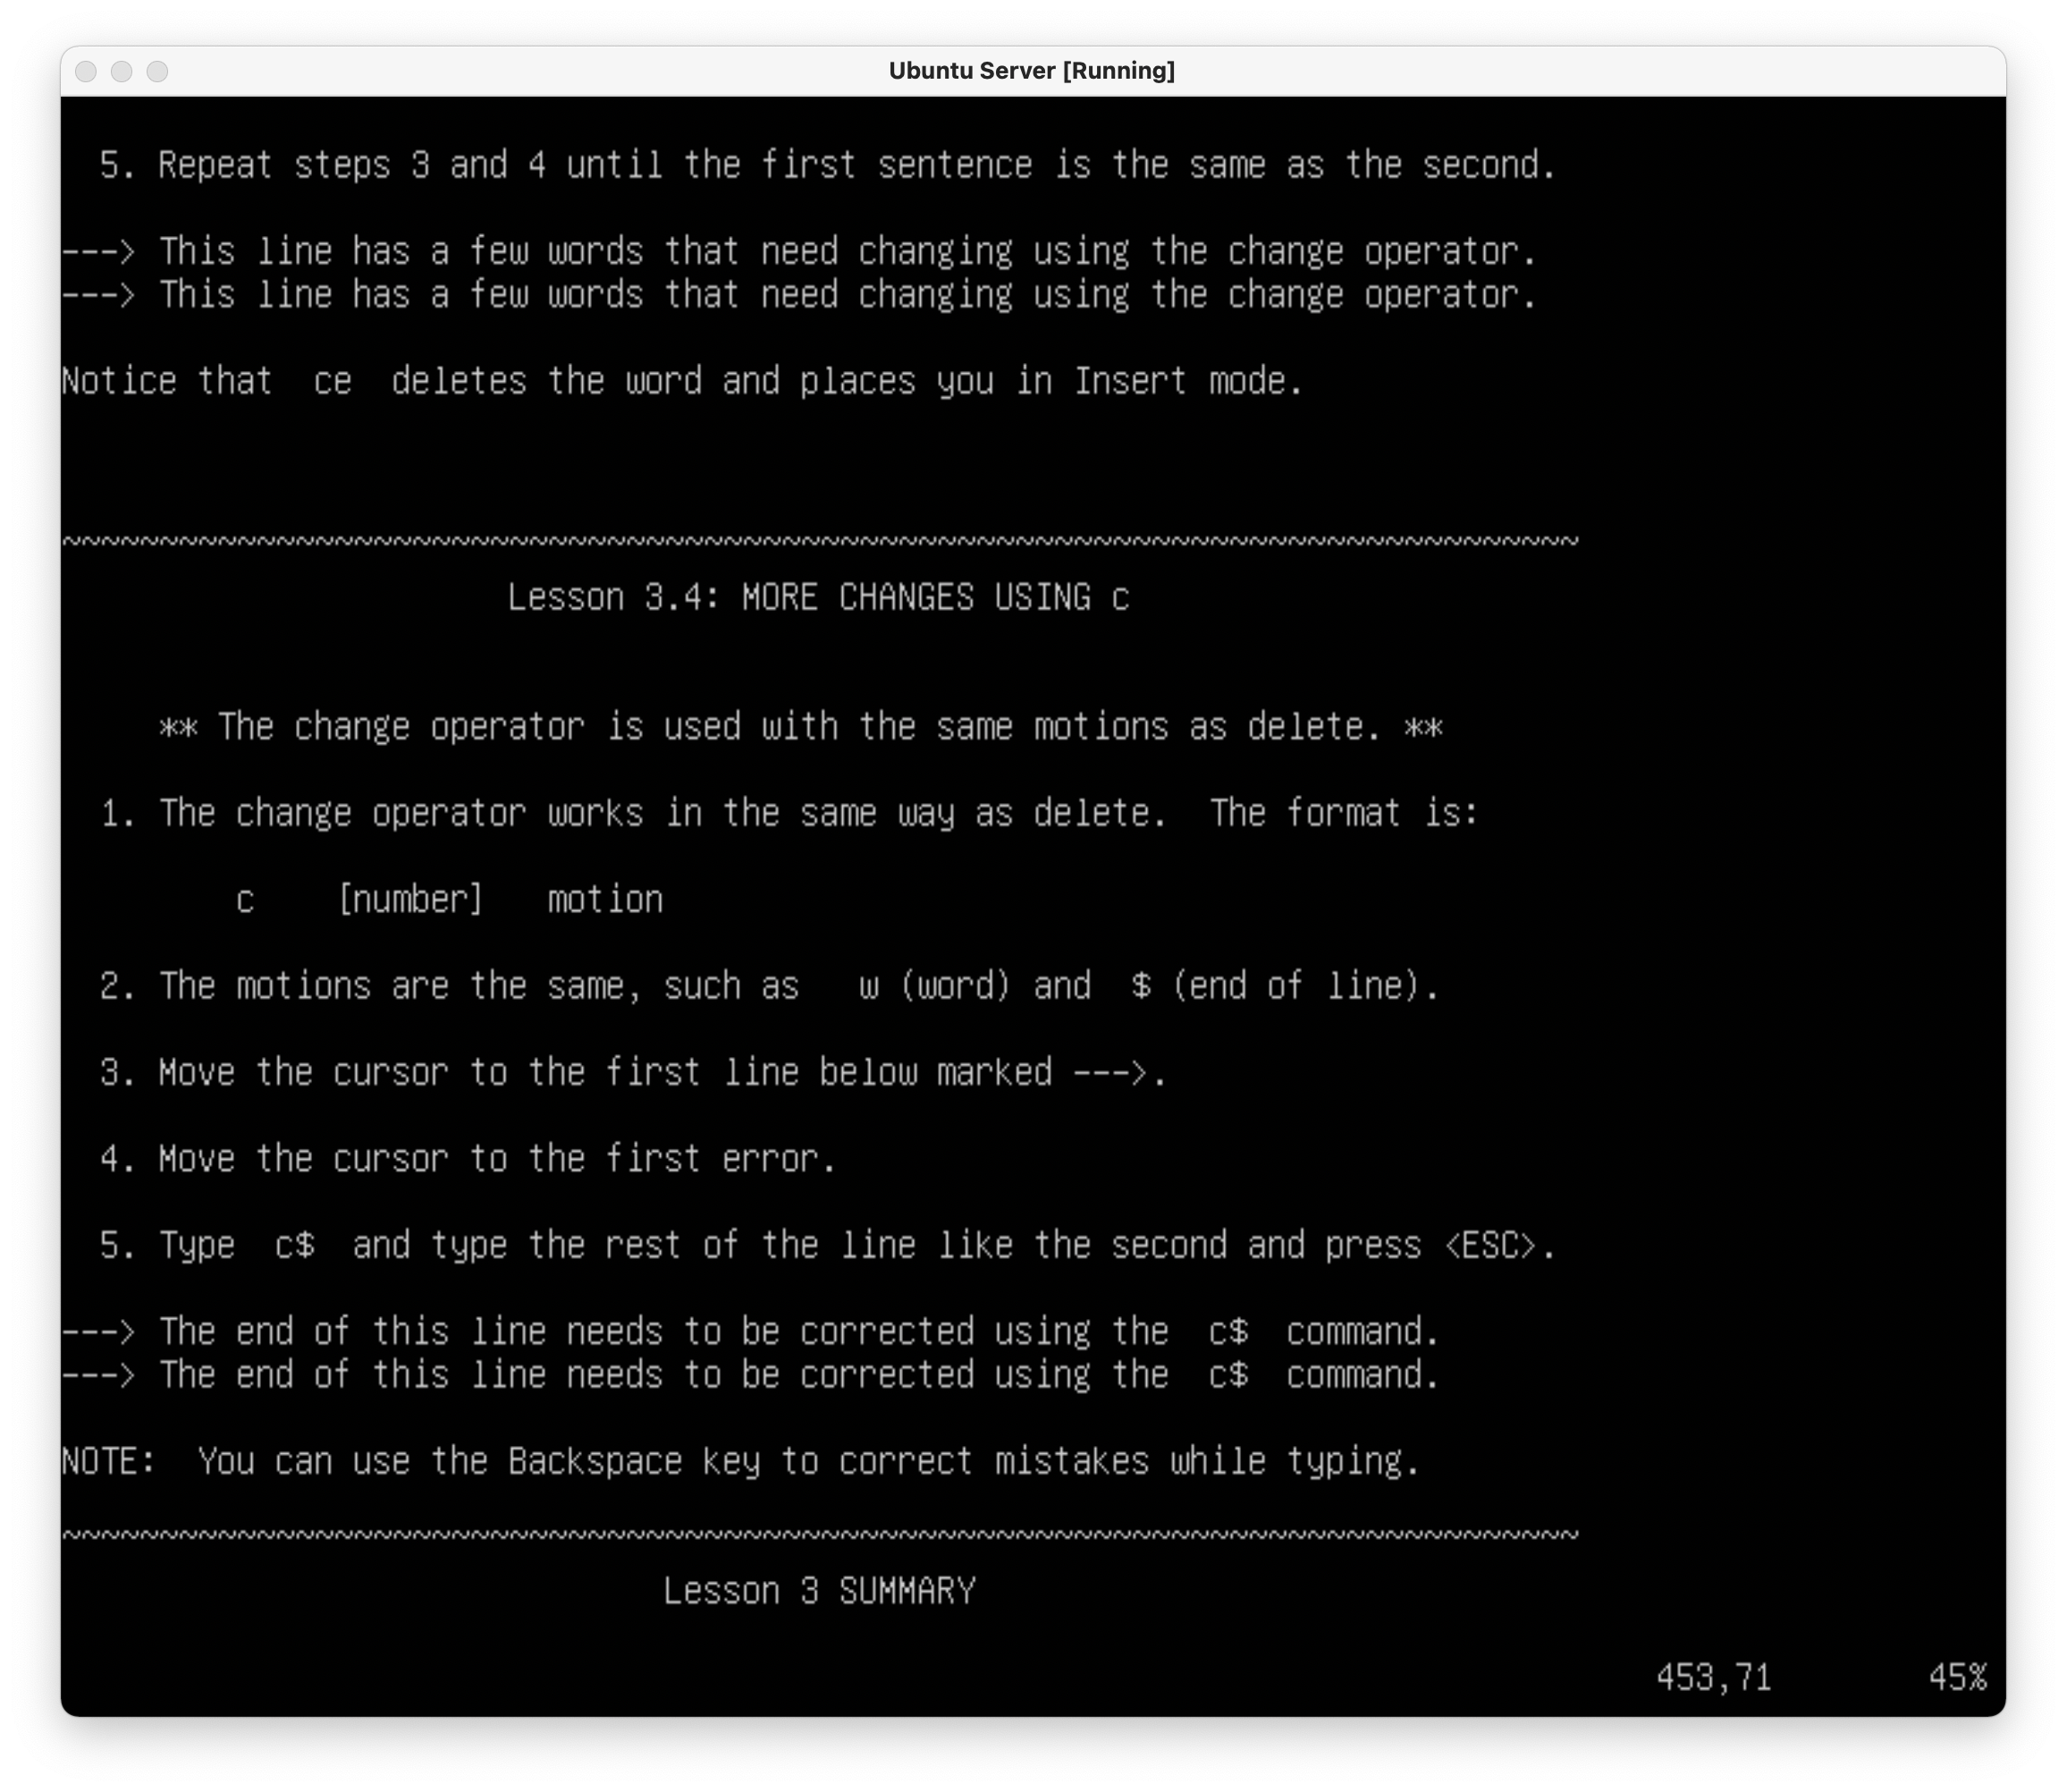 Ubuntu Server [Running]
5. Repeat steps 3 and 4 until the first sentence is the same as the second.
---> This line has a few words that need changing using the change operator.
---> This line has a few words that need changing using the change operator.
Notice that  ce  deletes the word and places you in Insert mode.
~~~~~~~~~~~~~~~~~~~~~~~~~~~~~~~~~~~~~~~~~~~~~~~~~~~~~~~~~~~~~~~~~~~~~~~~~~~~~~
Lesson 3.4: MORE CHANGES USING c
** The change operator is used with the same motions as delete. **
1. The change operator works in the same way as delete.  The format is:
c    [number]   motion
2. The motions are the same, such as   w (word) and  $ (end of line).
3. Move the cursor to the first line below marked --->.
4. Move the cursor to the first error.
5. Type  c$  and type the rest of the line like the second and press <ESC>.
---> The end of this line needs to be corrected using the  c$  command.
---> The end of this line needs to be corrected using the  c$  command.
NOTE:  You can use the Backspace key to correct mistakes while typing.
~~~~~~~~~~~~~~~~~~~~~~~~~~~~~~~~~~~~~~~~~~~~~~~~~~~~~~~~~~~~~~~~~~~~~~~~~~~~~~
Lesson 3 SUMMARY
453,71        45%